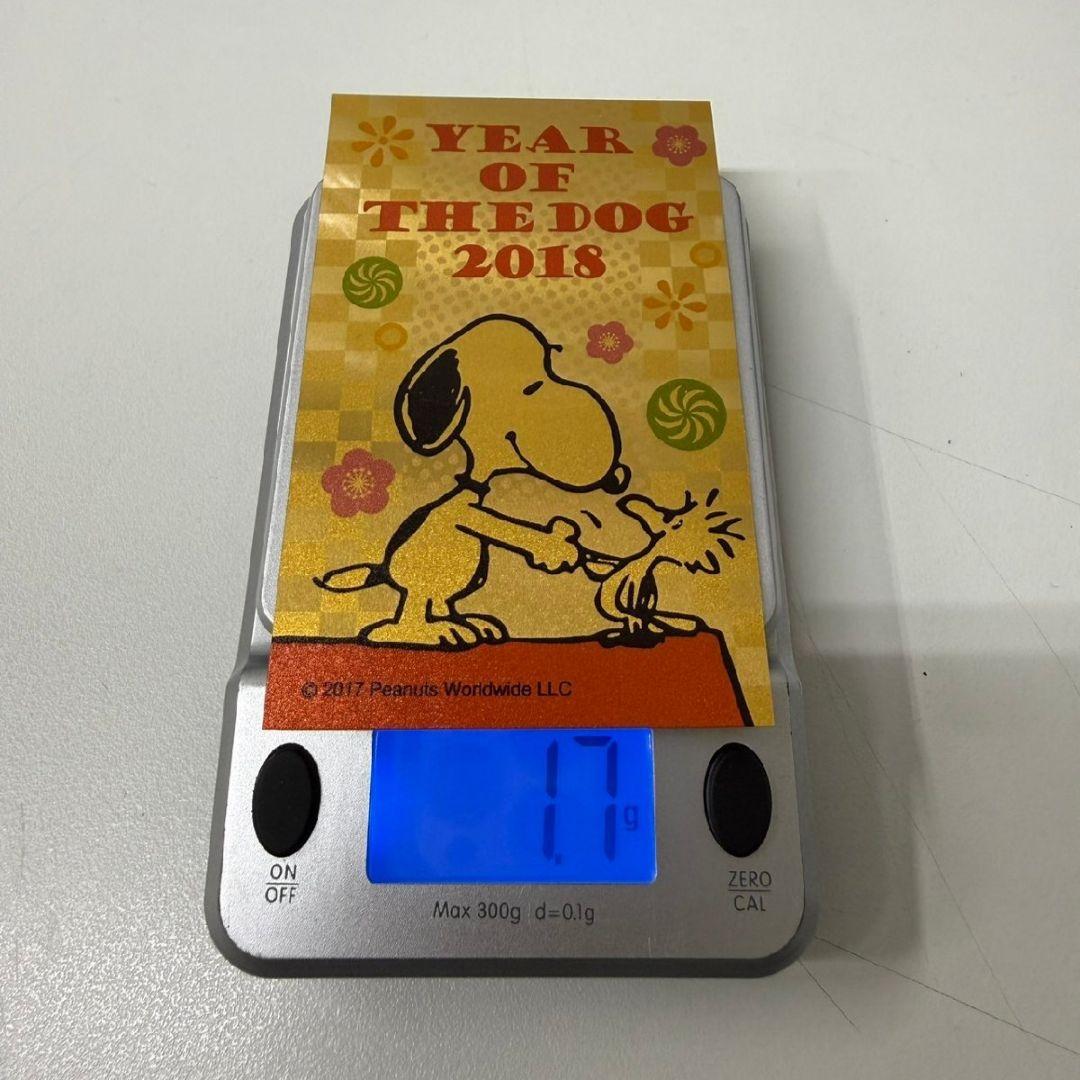 YEAR
OF
THE DOG
2018
© 2017 Peanuts Worldwide LLC
1.7g
ON
OFF
Max 300g d=0.1g
ZERO
CAL